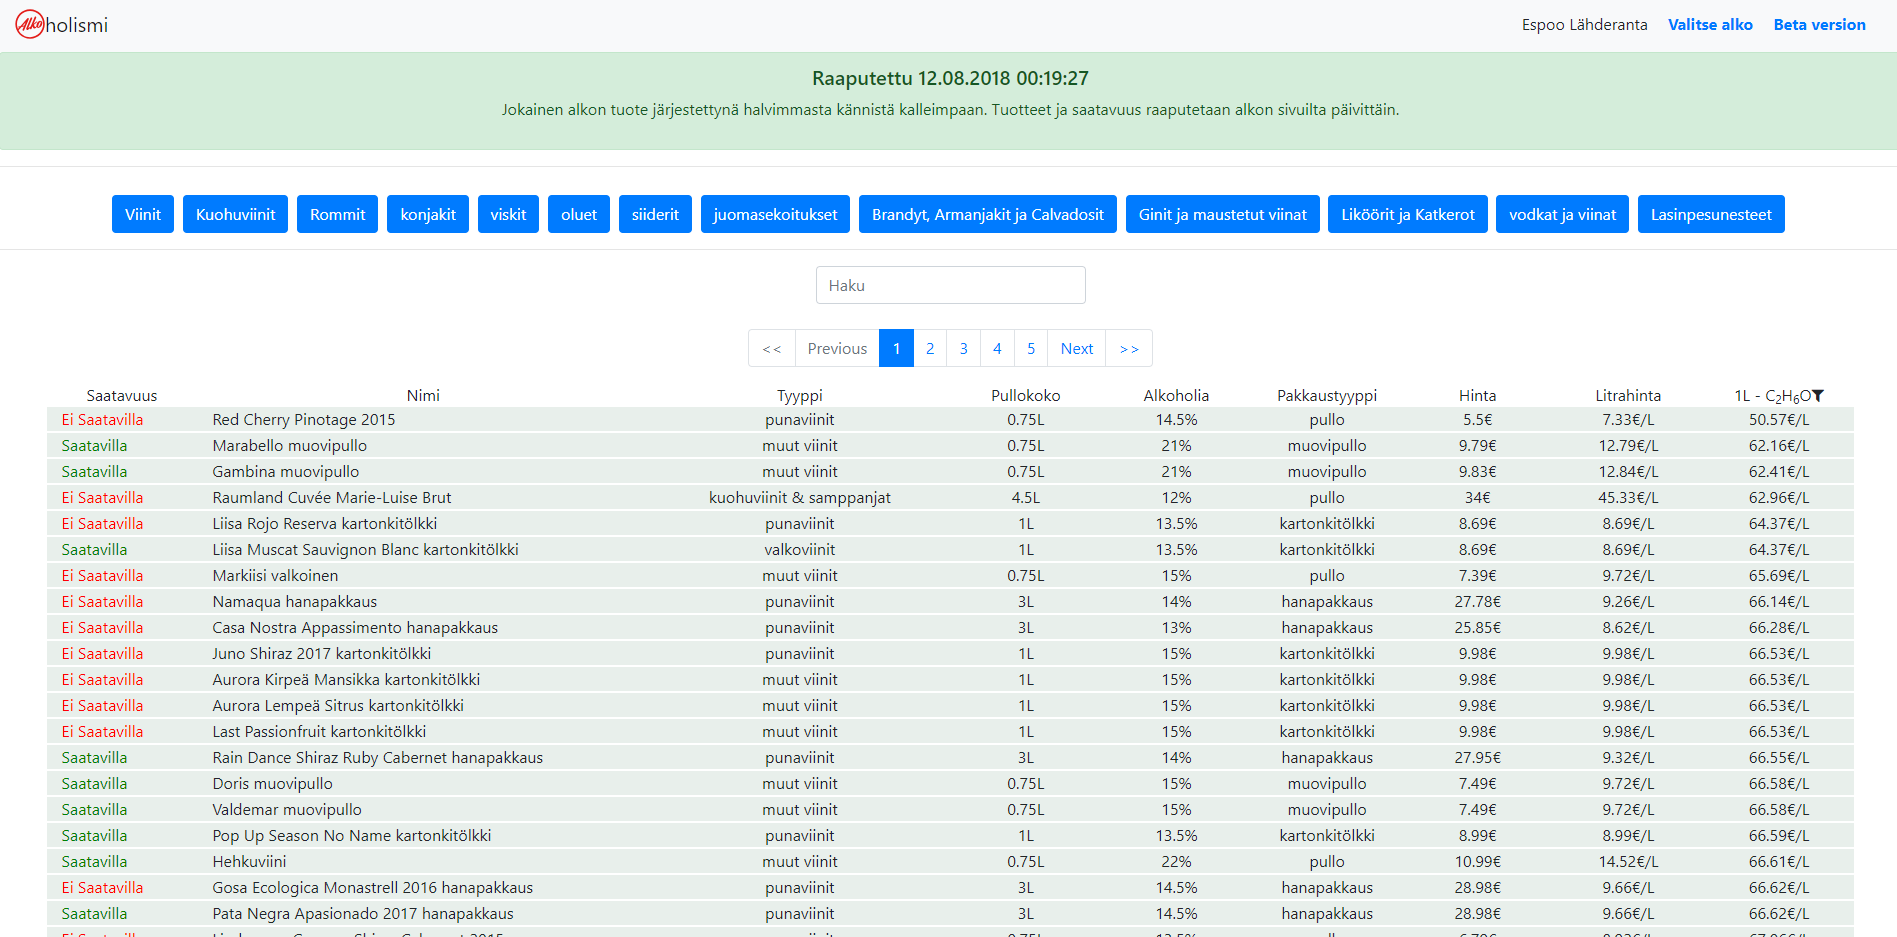 Alkoholismi
Espoo Lähderanta Valitse alko Beta version
Raaputettu 12.08.2018 00:19:27
Jokainen alkon tuote järjestettynä halvimmasta kännistä kalleimpaan. Tuotteet ja saatavuus raaputetaan alkon sivuilta päivittäin.
Viinit Kuohuviinit Rommit konjakit viskit oluet siiderit juomasekoitukset Brandyt, Armanjakit ja Calvadosit Ginit ja maustetut viinat Liköörit ja Katkerot vodkat ja viinat Lasinpesunesteet
Haku
<< Previous 1 2 3 4 5 Next >>
Saatavuus Nimi Tyyppi Pullokoko Alkoholia Pakkaustyyppi Hinta Litrahinta 1L - C₂H₆O
Ei Saatavilla Red Cherry Pinotage 2015 punaviinit 0.75L 14.5% pullo 5.5€ 7.33€/L 50.57€/L
Saatavilla Marabello muovipullo muut viinit 0.75L 21% muovipullo 9.79€ 12.79€/L 62.16€/L
Saatavilla Gambina muovipullo muut viinit 0.75L 21% muovipullo 9.83€ 12.84€/L 62.41€/L
Ei Saatavilla Raumland Cuvée Marie-Luise Brut kuohuviinit & samppanjat 4.5L 12% pullo 34€ 45.33€/L 62.96€/L
Ei Saatavilla Liisa Rojo Reserva kartonkitölkki punaviinit 1L 13.5% kartonkitölkki 8.69€ 8.69€/L 64.37€/L
Saatavilla Liisa Muscat Sauvignon Blanc kartonkitölkki valkoviinit 1L 13.5% kartonkitölkki 8.69€ 8.69€/L 64.37€/L
Ei Saatavilla Markiisi valkoinen muut viinit 0.75L 15% pullo 7.39€ 9.72€/L 65.69€/L
Ei Saatavilla Namaqua hanapakkaus punaviinit 3L 14% hanapakkaus 27.78€ 9.26€/L 66.14€/L
Ei Saatavilla Casa Nostra Appassimento hanapakkaus punaviinit 3L 13% hanapakkaus 25.85€ 8.62€/L 66.28€/L
Ei Saatavilla Juno Shiraz 2017 kartonkitölkki punaviinit 1L 15% kartonkitölkki 9.98€ 9.98€/L 66.53€/L
Ei Saatavilla Aurora Kirpeä Mansikka kartonkitölkki muut viinit 1L 15% kartonkitölkki 9.98€ 9.98€/L 66.53€/L
Ei Saatavilla Aurora Lempeä Sitrus kartonkitölkki muut viinit 1L 15% kartonkitölkki 9.98€ 9.98€/L 66.53€/L
Ei Saatavilla Last Passionfruit kartonkitölkki muut viinit 1L 15% kartonkitölkki 9.98€ 9.98€/L 66.53€/L
Saatavilla Rain Dance Shiraz Ruby Cabernet hanapakkaus punaviinit 3L 14% hanapakkaus 27.95€ 9.32€/L 66.55€/L
Saatavilla Doris muovipullo muut viinit 0.75L 15% muovipullo 7.49€ 9.72€/L 66.58€/L
Saatavilla Valdemar muovipullo muut viinit 0.75L 15% muovipullo 7.49€ 9.72€/L 66.58€/L
Saatavilla Pop Up Season No Name kartonkitölkki punaviinit 1L 13.5% kartonkitölkki 8.99€ 8.99€/L 66.59€/L
Saatavilla Hehkuviini muut viinit 0.75L 22% pullo 10.99€ 14.52€/L 66.61€/L
Ei Saatavilla Gosa Ecologica Monastrell 2016 hanapakkaus punaviinit 3L 14.5% hanapakkaus 28.98€ 9.66€/L 66.62€/L
Saatavilla Pata Negra Apasionado 2017 hanapakkaus punaviinit 3L 14.5% hanapakkaus 28.98€ 9.66€/L 66.62€/L